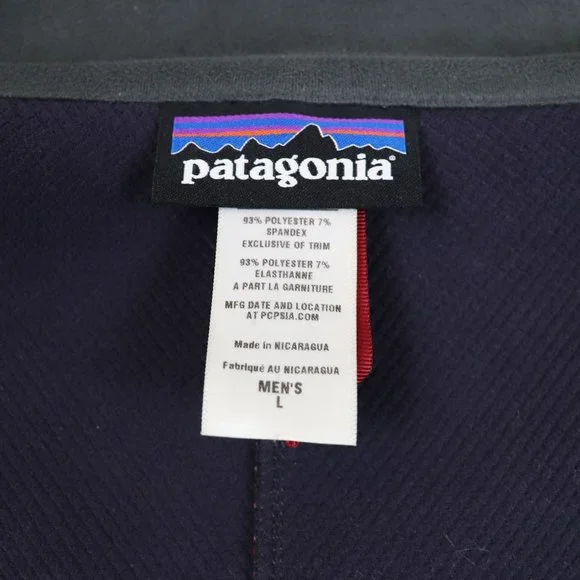 patagonia®
93% POLYESTER 7%
SPANDEX
EXCLUSIVE OF TRIM
93% POLYESTER 7%
ELASTHANNE
A PART LA GARNITURE
MFG DATE AND LOCATION
AT PCPSIA.COM
Made in NICARAGUA
Fabriqué AU NICARAGUA
MEN'S
L